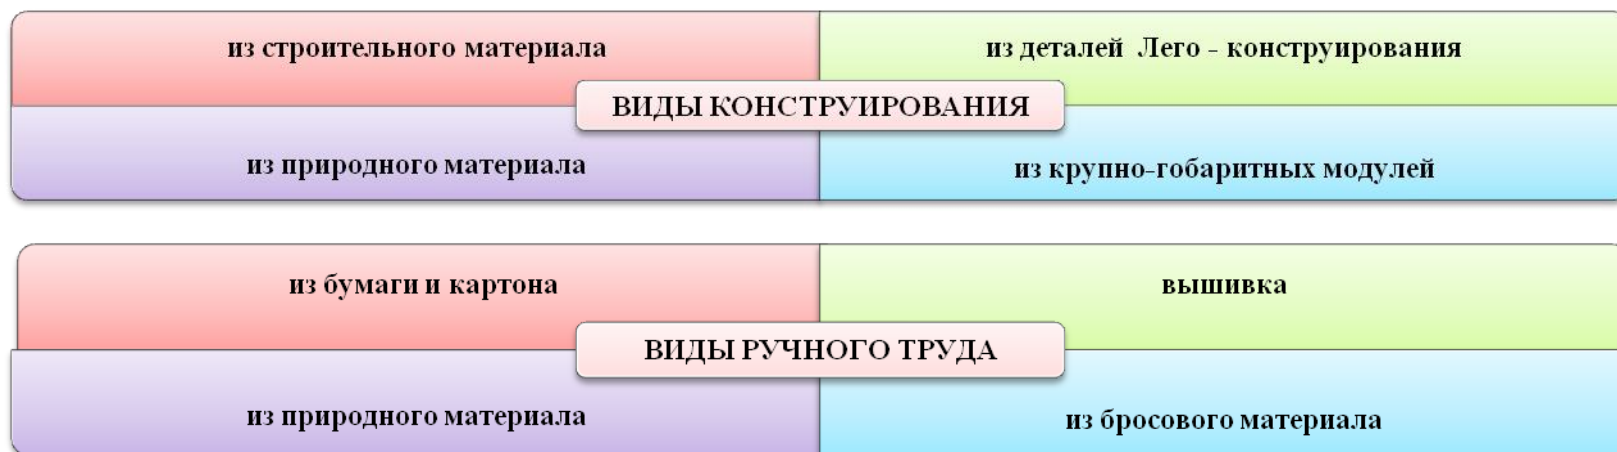 из строительного материала
из деталей Лего - конструирования
ВИДЫ КОНСТРУИРОВАНИЯ
из природного материала
из крупно-гобаритных модулей
из бумаги и картона
вышивка
ВИДЫ РУЧНОГО ТРУДА
из природного материала
из бросового материала